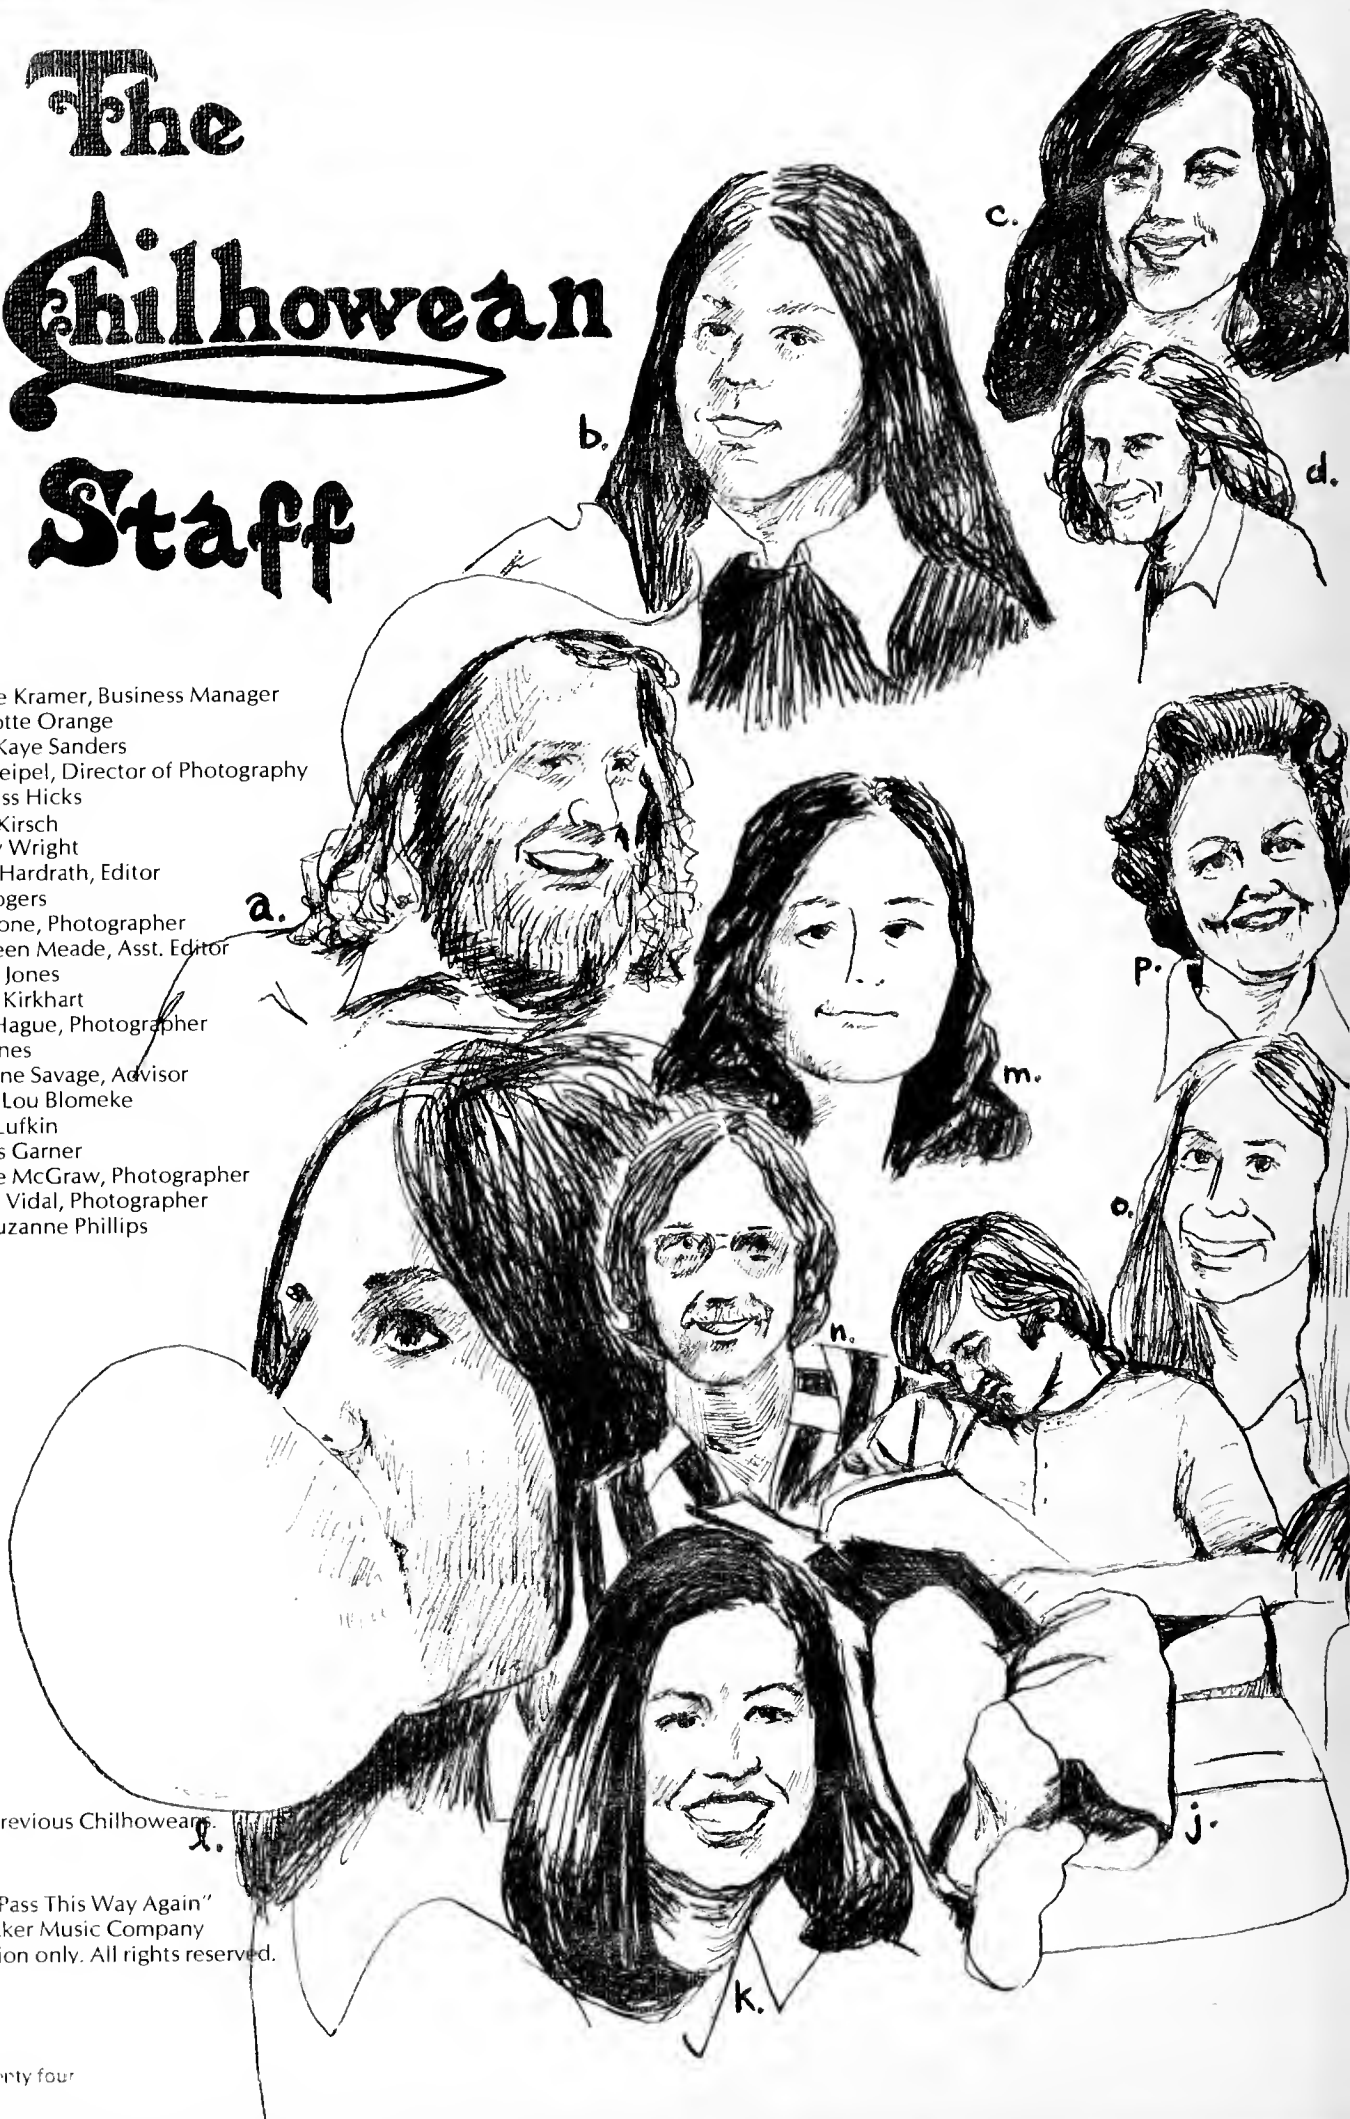 The
Chilhowean
Staff
e Kramer, Business Manager
otte Orange
Kaye Sanders
eipel, Director of Photography
ss Hicks
Kirsch
y Wright
Hardrath, Editor
ogers
one, Photographer
een Meade, Asst. Editor
Jones
Kirkhart
Hague, Photographer
nes
ne Savage, Advisor
Lou Blomeke
Lufkin
s Garner
e McGraw, Photographer
Vidal, Photographer
uzanne Phillips
a.
b.
c.
d.
p.
m.
o.
n.
j.
k.
l.
revious Chilhoweans.
Pass This Way Again"
ker Music Company
ion only. All rights reserved.
enty four